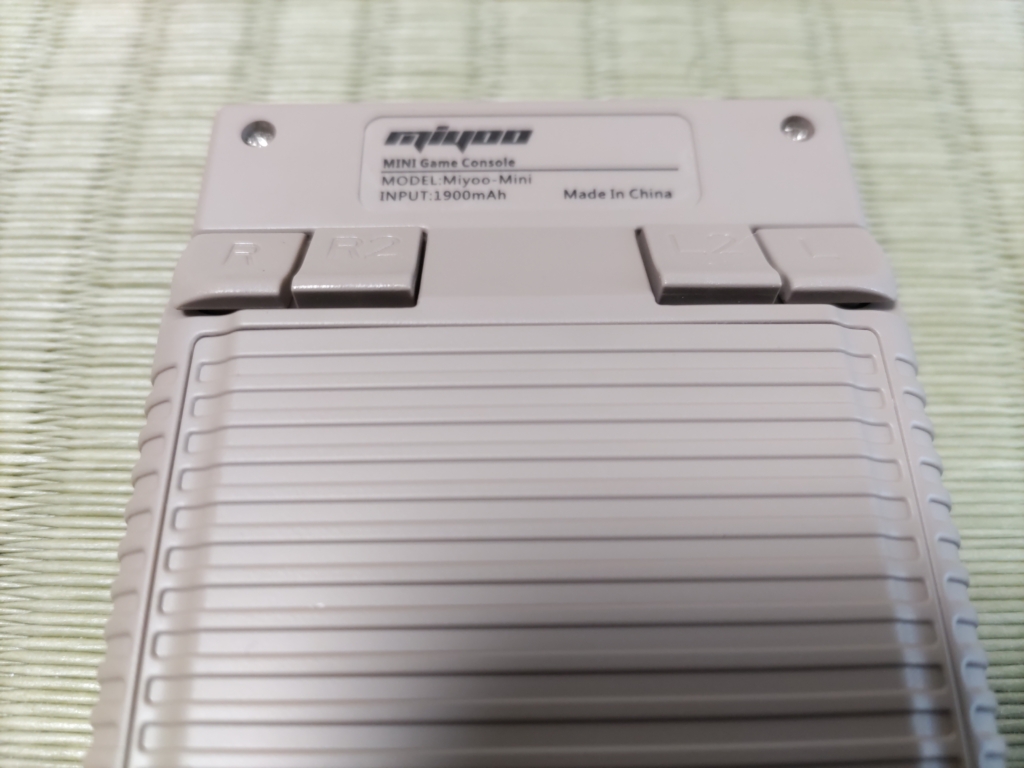 miyoo
MINI Game Console
MODEL:Miyoo-Mini
INPUT:1900mAh Made In China
R R2 L2 L